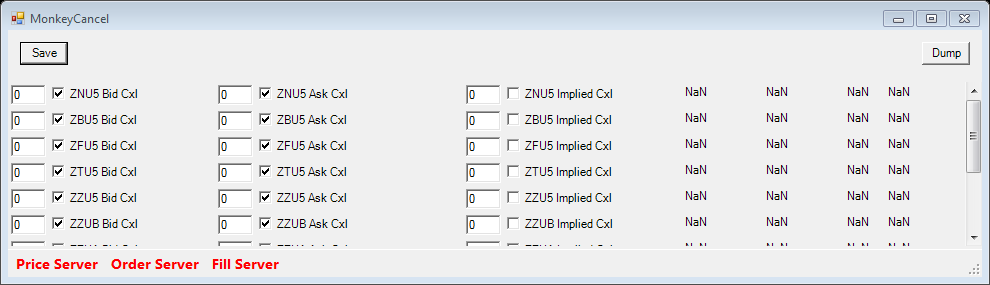 MonkeyCancel
Save Dump
0 ZNU5 Bid Cxl 0 ZNU5 Ask Cxl 0 ZNU5 Implied Cxl NaN NaN NaN NaN
0 ZBU5 Bid Cxl 0 ZBU5 Ask Cxl 0 ZBU5 Implied Cxl NaN NaN NaN NaN
0 ZFU5 Bid Cxl 0 ZFU5 Ask Cxl 0 ZFU5 Implied Cxl NaN NaN NaN NaN
0 ZTU5 Bid Cxl 0 ZTU5 Ask Cxl 0 ZTU5 Implied Cxl NaN NaN NaN NaN
0 ZZU5 Bid Cxl 0 ZZU5 Ask Cxl 0 ZZU5 Implied Cxl NaN NaN NaN NaN
0 ZZUB Bid Cxl 0 ZZUB Ask Cxl 0 ZZUB Implied Cxl NaN NaN NaN NaN
Price Server Order Server Fill Server